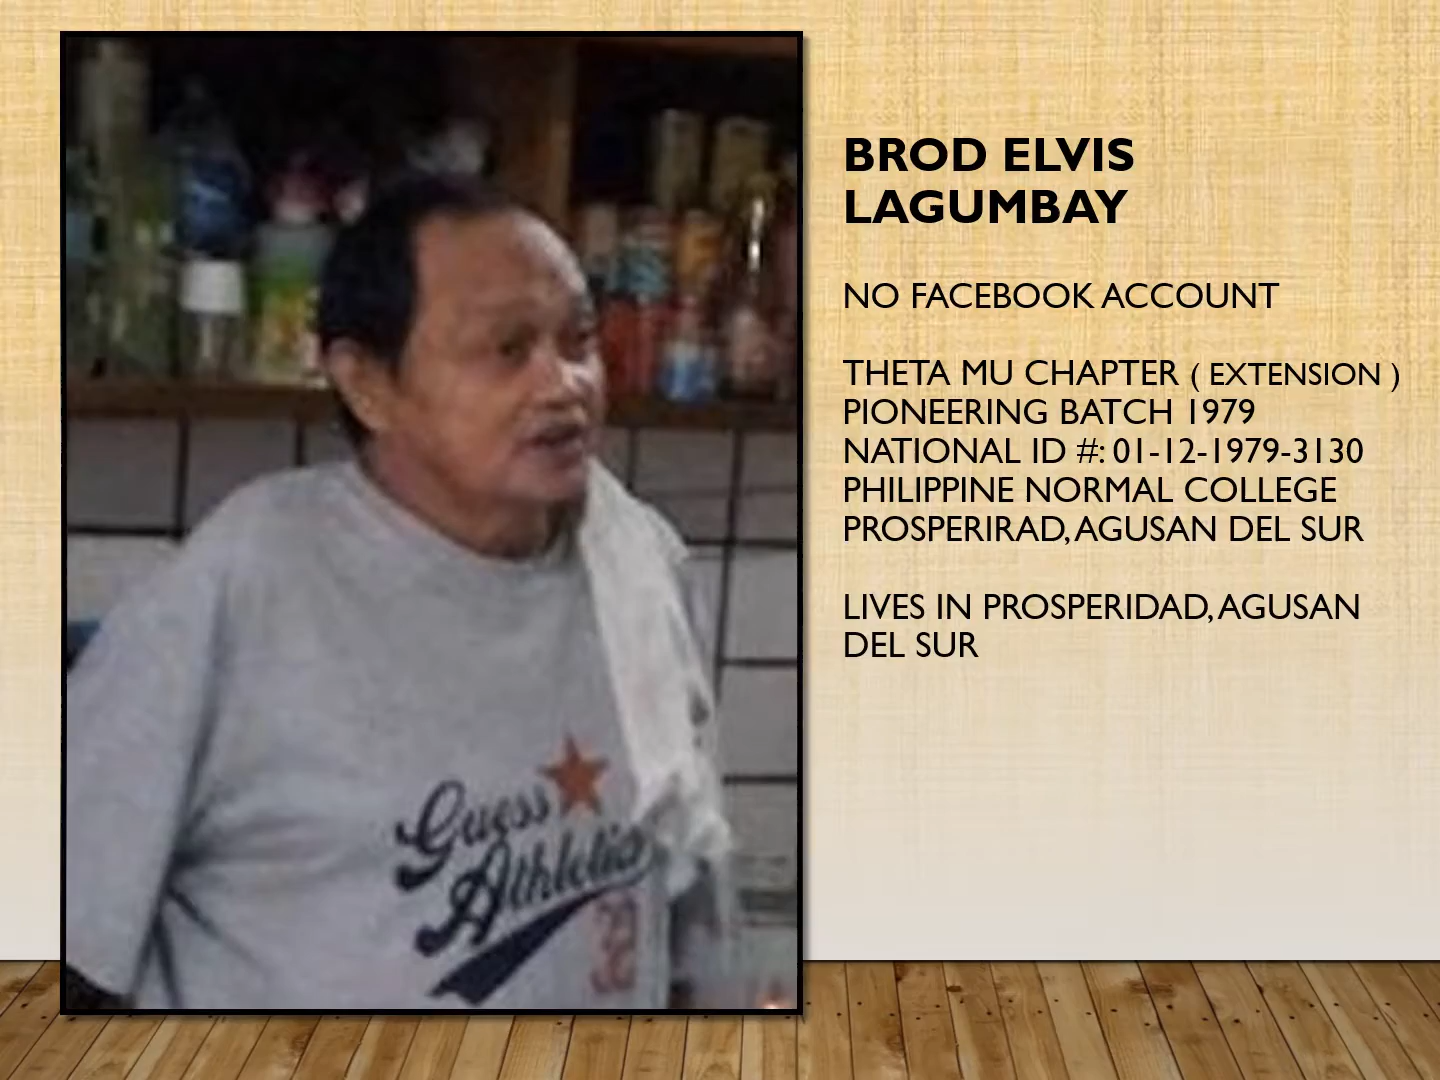 BROD ELVIS
LAGUMBAY
NO FACEBOOK ACCOUNT
THETA MU CHAPTER ( EXTENSION )
PIONEERING BATCH 1979
NATIONAL ID #: 01-12-1979-3130
PHILIPPINE NORMAL COLLEGE
PROSPERIRAD, AGUSAN DEL SUR
LIVES IN PROSPERIDAD, AGUSAN
DEL SUR
Guess
Athletics